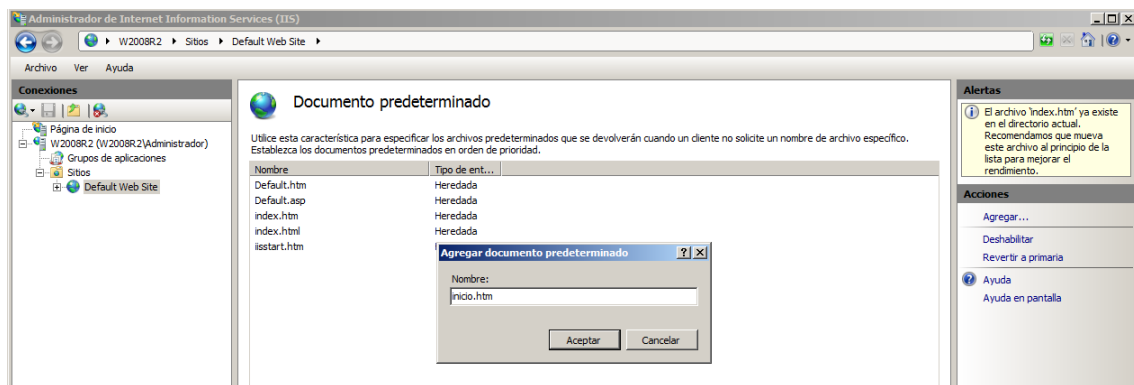 Administrador de Internet Information Services (IIS)
W2008R2 Sitios Default Web Site
Archivo Ver Ayuda
Conexiones
Página de inicio
W2008R2 (W2008R2\Administrador)
Grupos de aplicaciones
Sitios
Default Web Site
Documento predeterminado
Utilice esta característica para especificar los archivos predeterminados que se devolverán cuando un cliente no solicite un nombre de archivo específico.
Establezca los documentos predeterminados en orden de prioridad.
Nombre Tipo de ent...
Default.htm Heredada
Default.asp Heredada
index.htm Heredada
index.html Heredada
iisstart.htm
Agregar documento predeterminado
Nombre:
inicio.htm
Aceptar Cancelar
Alertas
El archivo 'index.htm' ya existe
en el directorio actual.
Recomendamos que mueva
este archivo al principio de la
lista para mejorar el
rendimiento.
Acciones
Agregar...
Deshabilitar
Revertir a primaria
Ayuda
Ayuda en pantalla